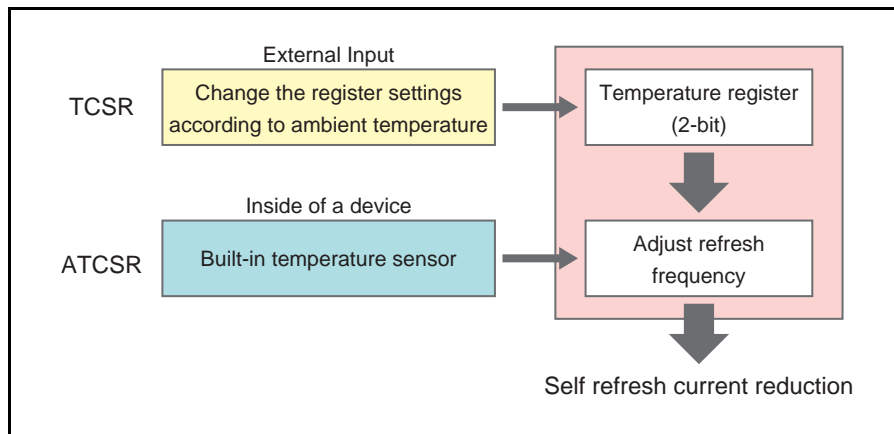 External Input
TCSR
Change the register settings
according to ambient temperature
Temperature register
(2-bit)
Inside of a device
ATCSR
Built-in temperature sensor
Adjust refresh
frequency
Self refresh current reduction